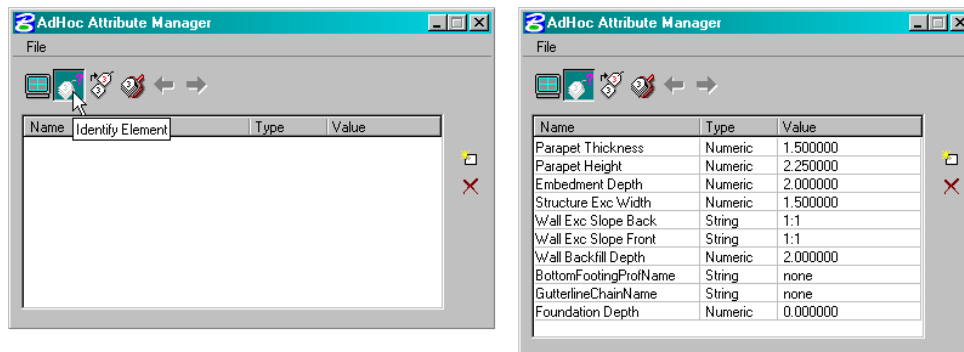 AdHoc Attribute Manager
File
Name Type Value
Identify Element
AdHoc Attribute Manager
File
Name Type Value
Parapet Thickness Numeric 1.500000
Parapet Height Numeric 2.250000
Embedment Depth Numeric 2.000000
Structure Exc Width Numeric 1.500000
Wall Exc Slope Back String 1:1
Wall Exc Slope Front String 1:1
Wall Backfill Depth Numeric 2.000000
BottomFootingProfName String none
GutterlineChainName String none
Foundation Depth Numeric 0.000000